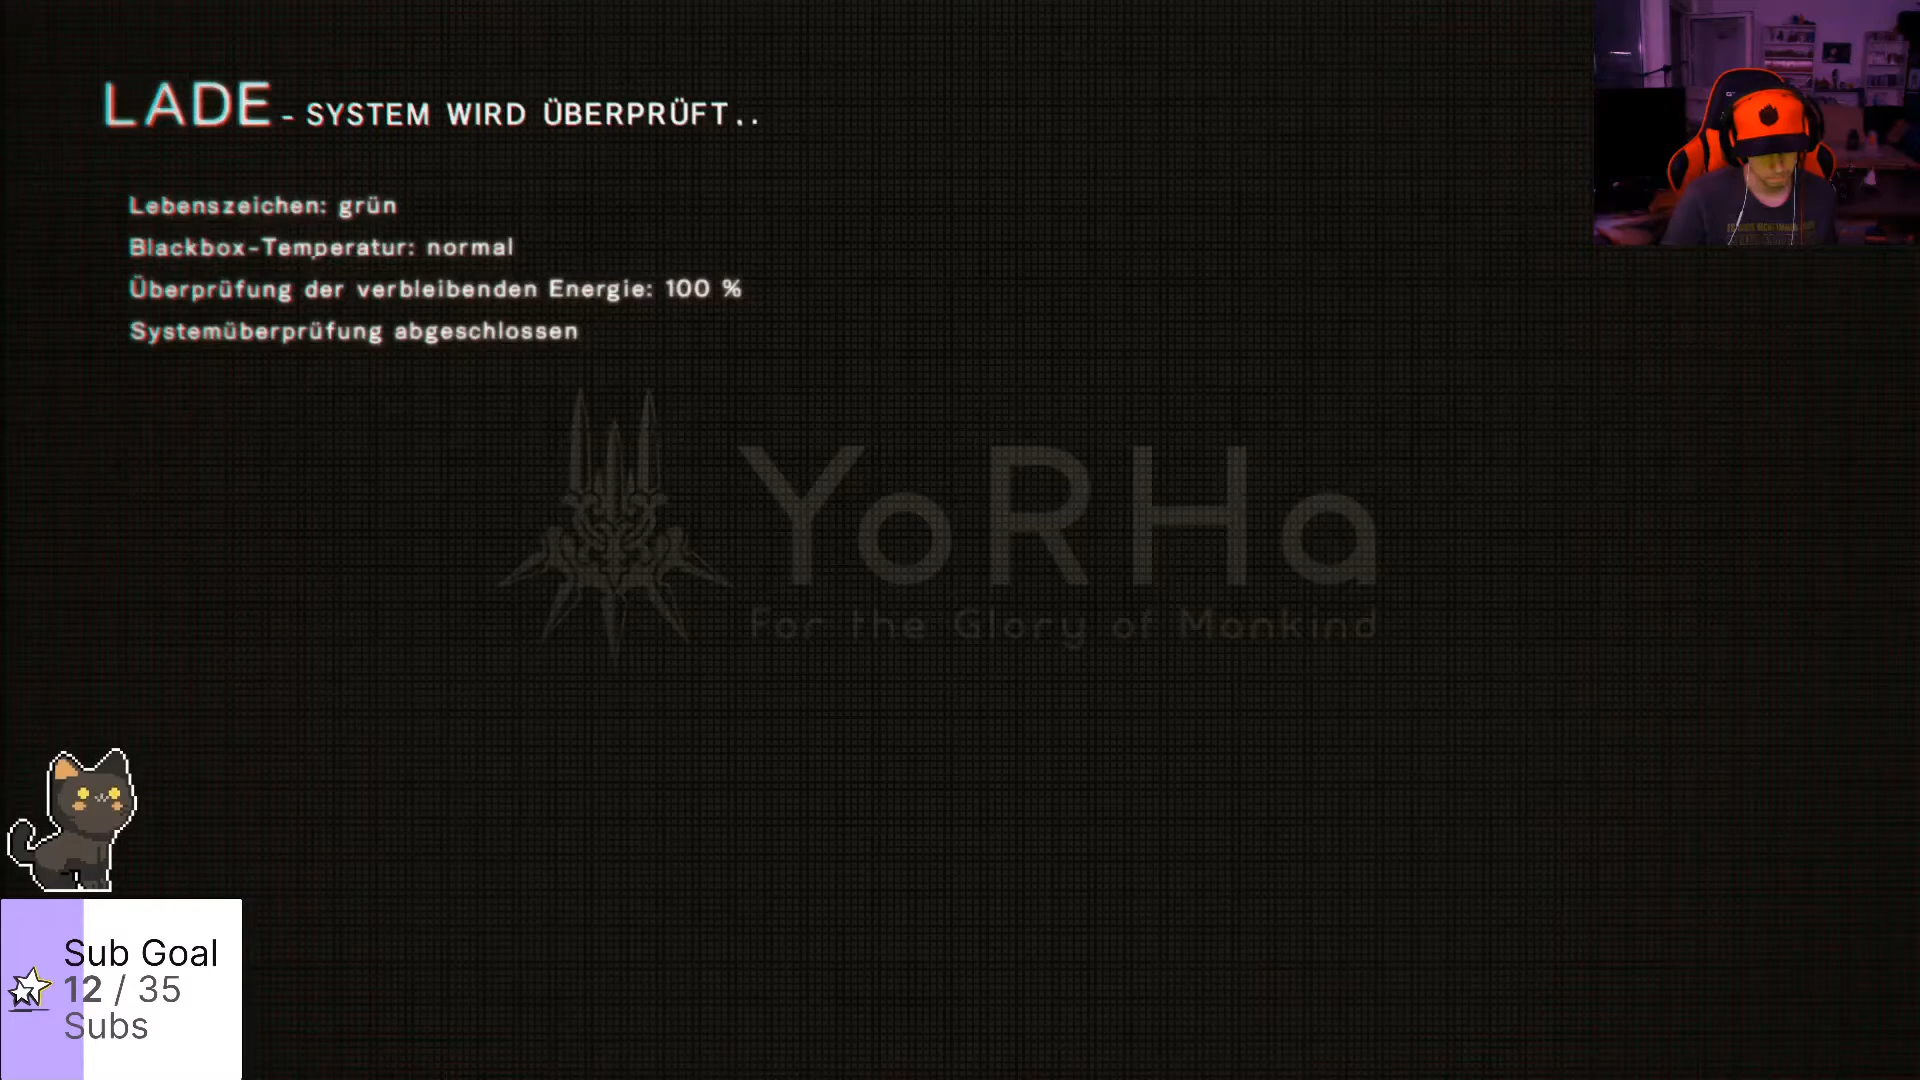 LADE - SYSTEM WIRD ÜBERPRÜFT..
Lebenszeichen: grün
Blackbox-Temperatur: normal
Überprüfung der verbleibenden Energie: 100 %
Systemüberprüfung abgeschlossen
YoRHa
For the Glory of Mankind
Sub Goal
12 / 35
Subs